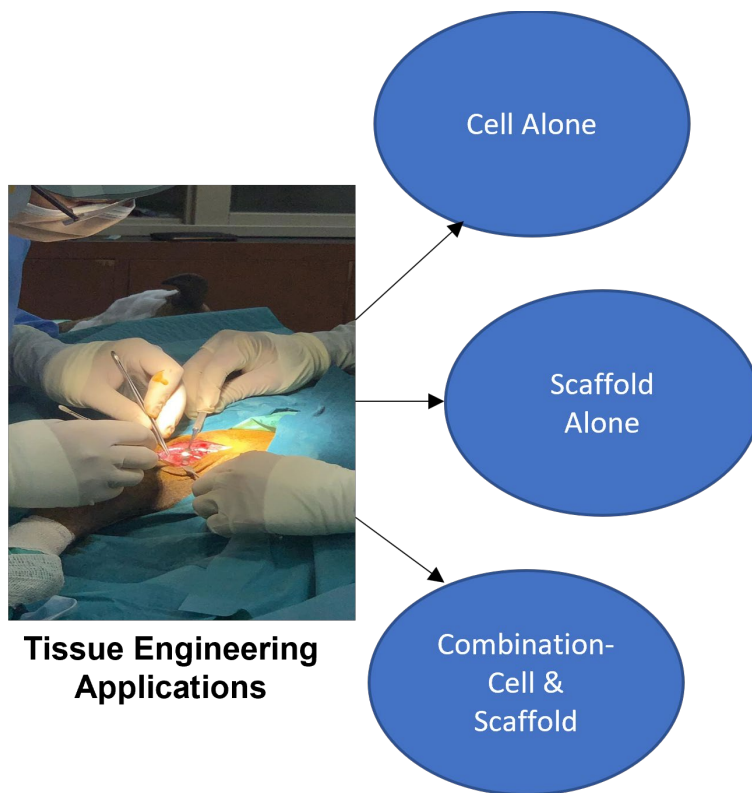 Cell Alone
Scaffold
Alone
Tissue Engineering
Applications
Combination-
Cell &
Scaffold